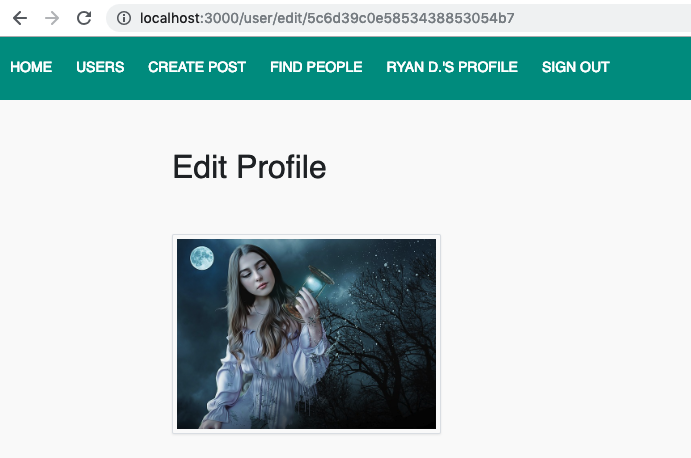 localhost:3000/user/edit/5c6d39c0e5853438853054b7
HOME USERS CREATE POST FIND PEOPLE RYAN D.'S PROFILE SIGN OUT
Edit Profile